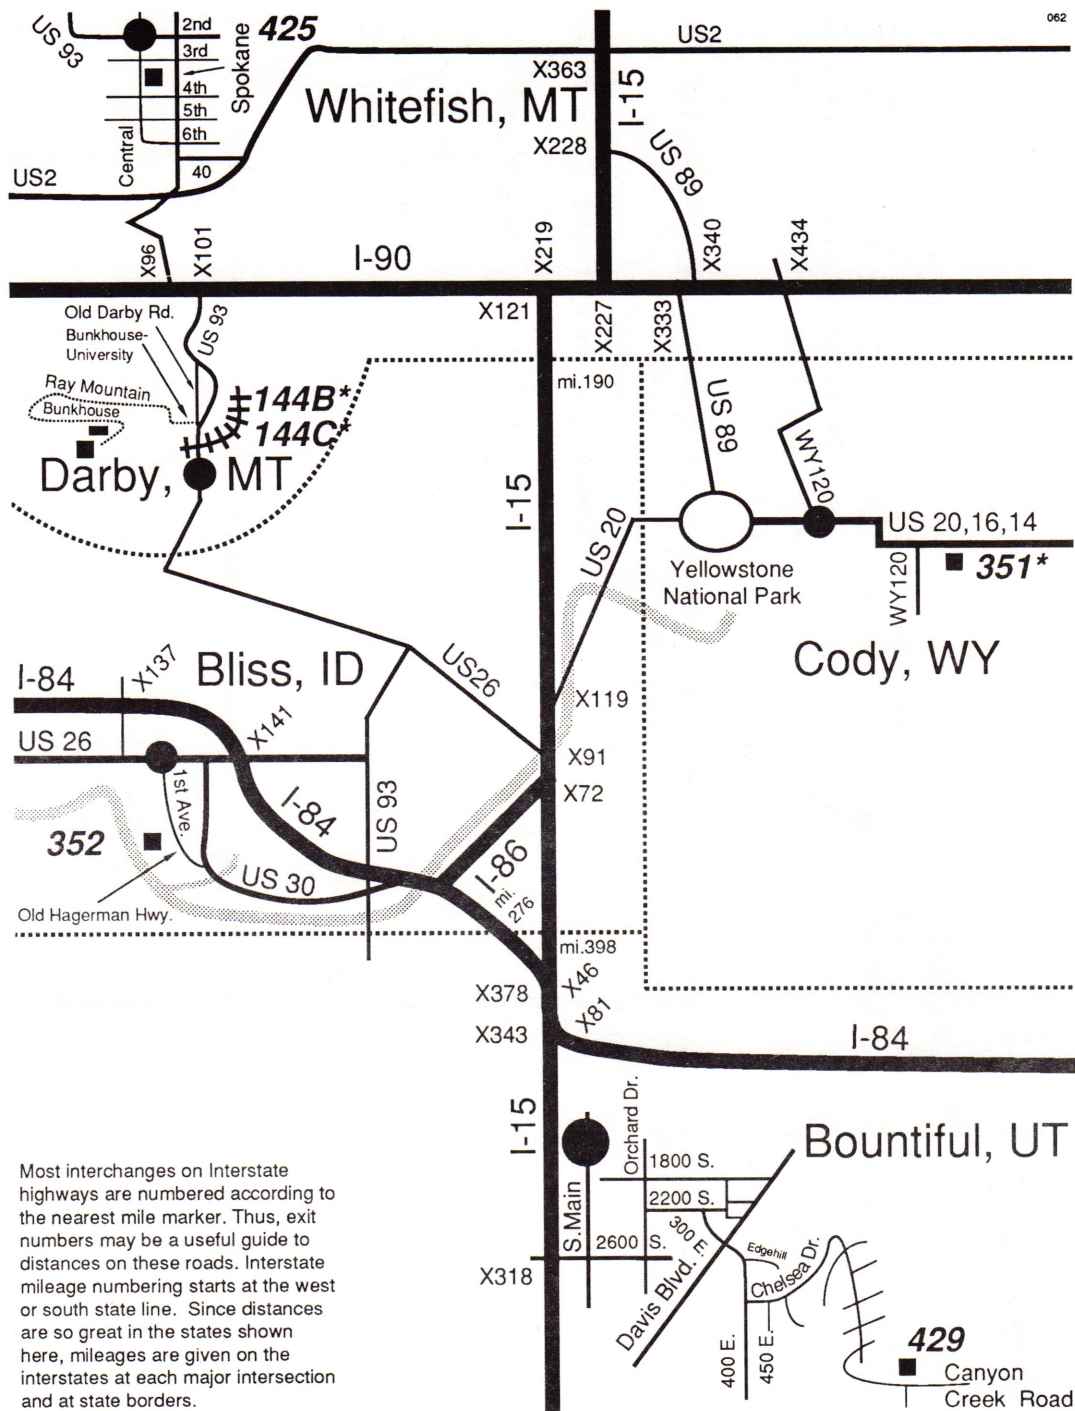 062
US 93
2nd
3rd
4th
5th
6th
Spokane
425
Central
40
US2
US2
X363
Whitefish, MT
I-15
X228
US 89
X96
X101
I-90
X219
X340
X434
X121
X227
X333
Old Darby Rd.
Bunkhouse-
University
US 93
Ray Mountain
Bunkhouse
144B*
144C*
Darby, MT
mi.190
I-15
US 89
WY120
US 20
US 20,16,14
Yellowstone
National Park
WY120
351*
Cody, WY
I-84
X137
Bliss, ID
US26
X119
X141
US 26
X91
X72
1st Ave.
352
I-84
US 93
I-86
mi.
276
US 30
Old Hagerman Hwy.
mi.398
X46
X378
X81
X343
I-84
I-15
Orchard Dr.
Bountiful, UT
1800 S.
2200 S.
S.Main
300 E.
2600 S.
X318
Edgehill
Chelsea Dr.
Davis Blvd.
400 E.
450 E.
429
Canyon
Creek Road
Most interchanges on Interstate
highways are numbered according to
the nearest mile marker. Thus, exit
numbers may be a useful guide to
distances on these roads. Interstate
mileage numbering starts at the west
or south state line. Since distances
are so great in the states shown
here, mileages are given on the
interstates at each major intersection
and at state borders.